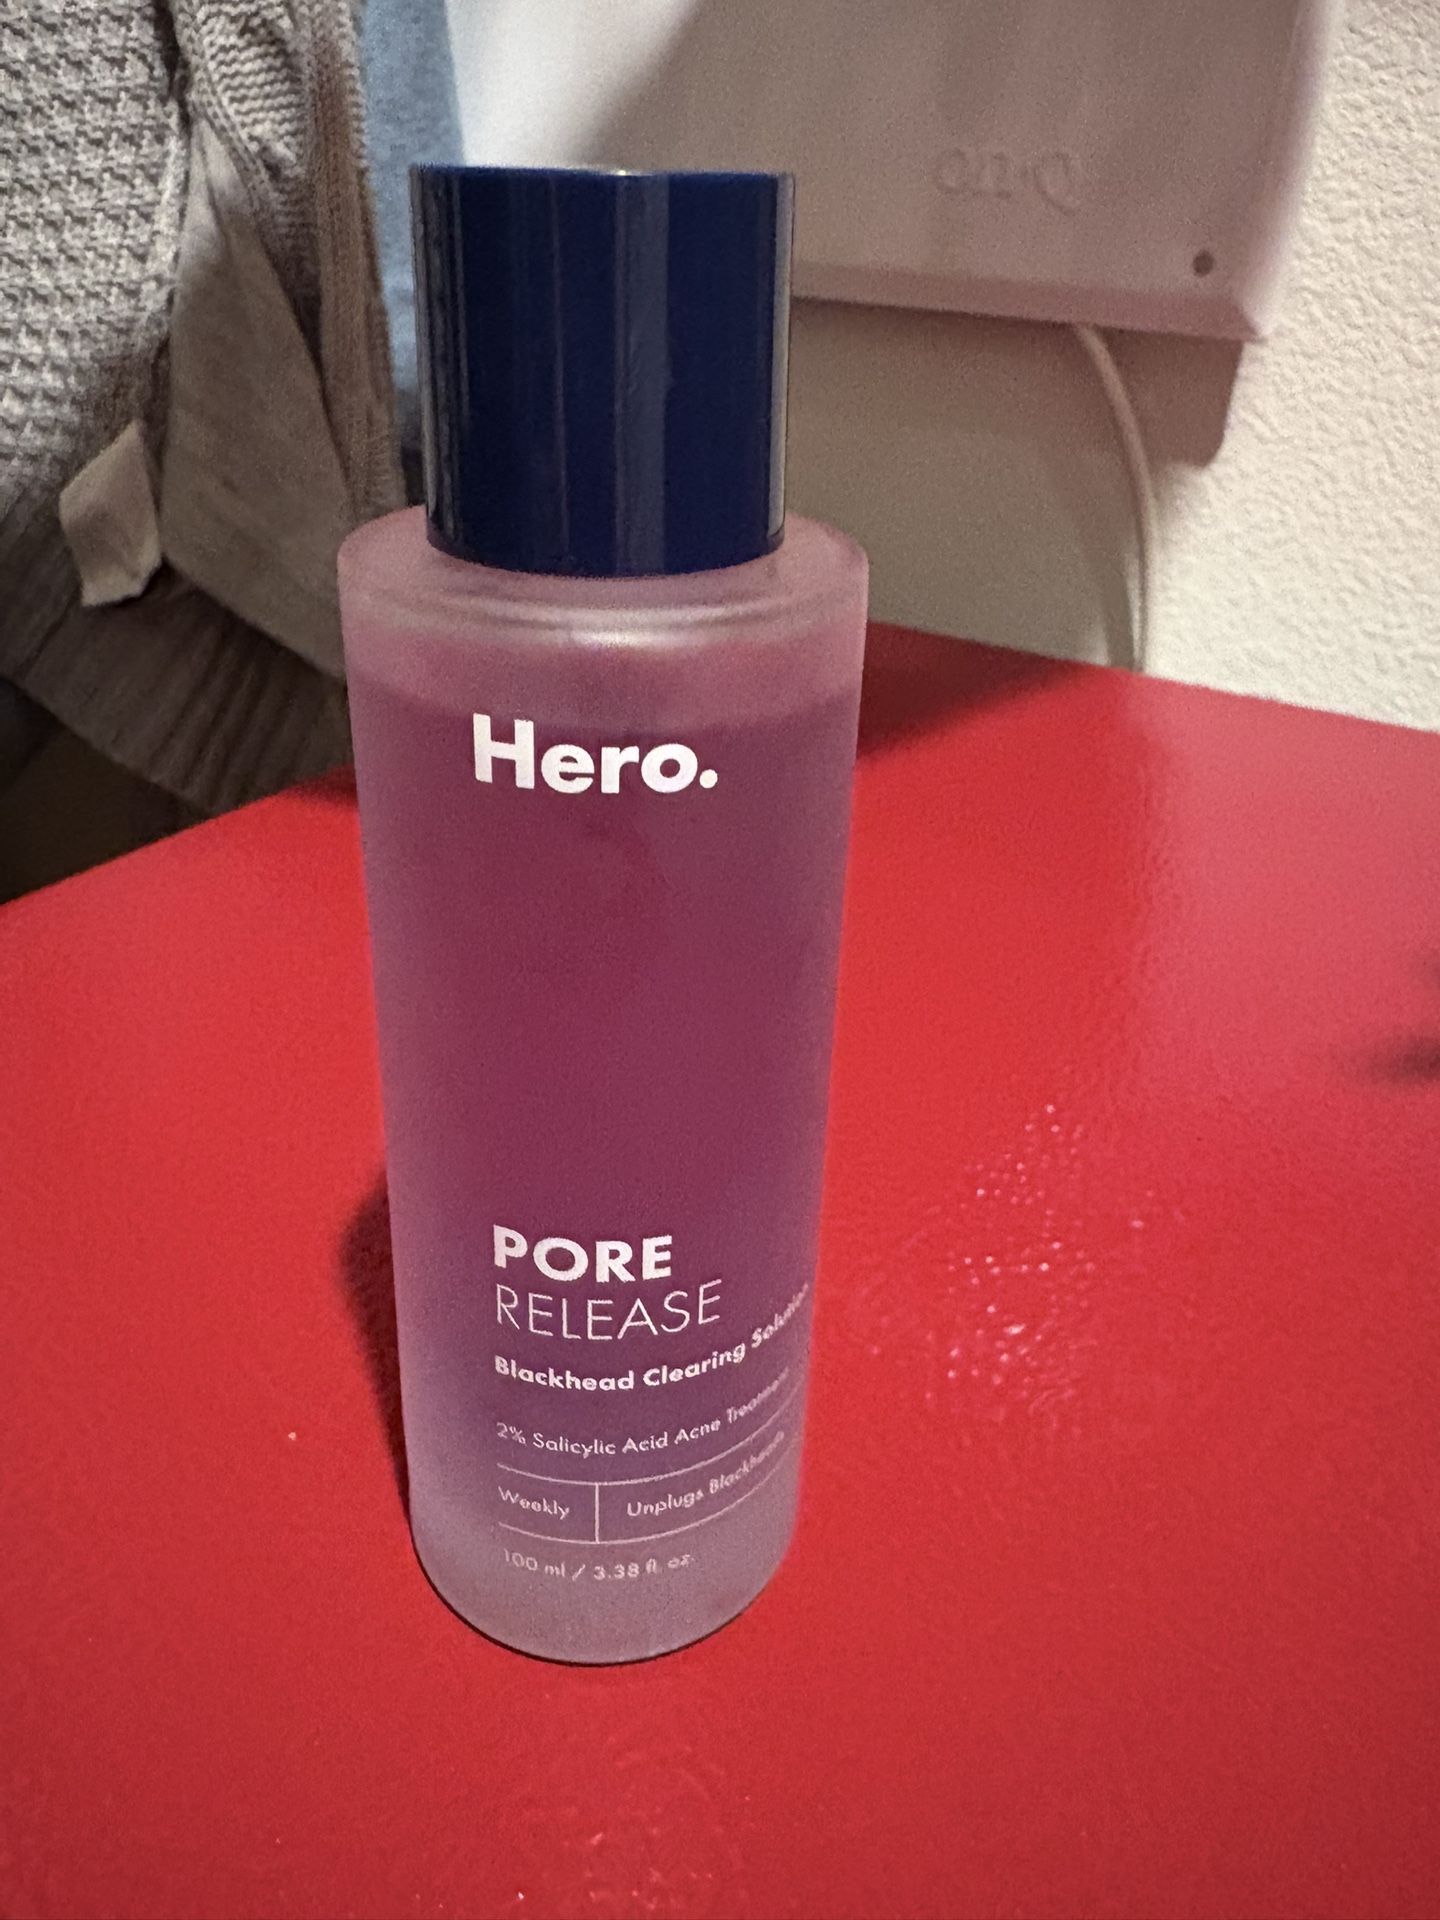 Hero.
PORE
RELEASE
Blackhead Clearing Solution
2% Salicylic Acid Acne Treatment
Weekly
Unplugs Blackheads
100 ml / 3.38 fl. oz.